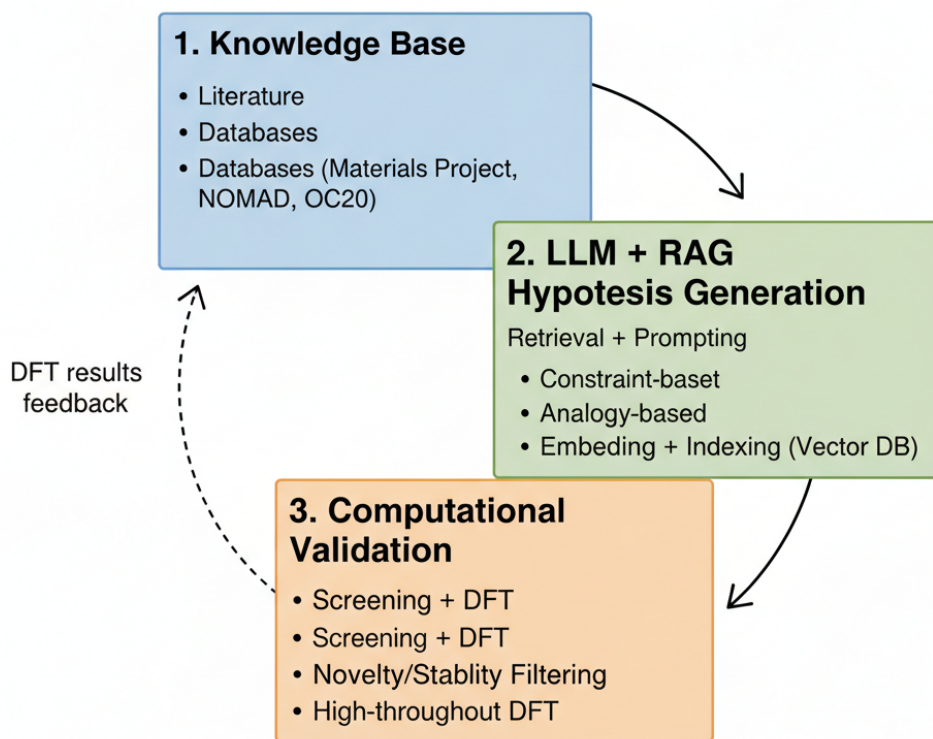 1. Knowledge Base
• Literature
• Databases
• Databases (Materials Project,
NOMAD, OC20)
2. LLM + RAG
Hypotesis Generation
Retrieval + Prompting
• Constraint-baset
• Analogy-based
• Embeding + Indexing (Vector DB)
DFT results
feedback
3. Computational
Validation
• Screening + DFT
• Screening + DFT
• Novelty/Stablity Filtering
• High-throughout DFT